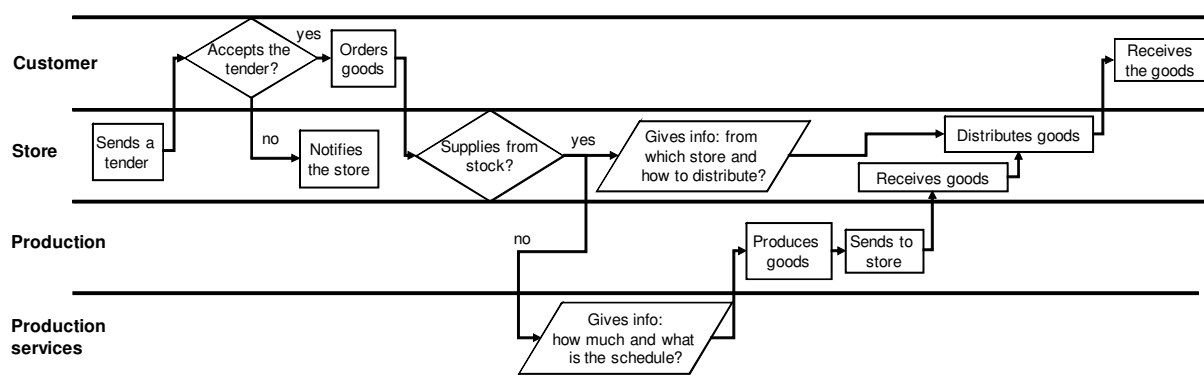 Customer
Accepts the
tender?
yes
Orders
goods
Receives
the goods
Store
Sends a
tender
no
Notifies
the store
Supplies from
stock?
yes
Gives info: from
which store and
how to distribute?
Distributes goods
Receives goods
Production
no
Produces
goods
Sends to
store
Production
services
Gives info:
how much and what
is the schedule?